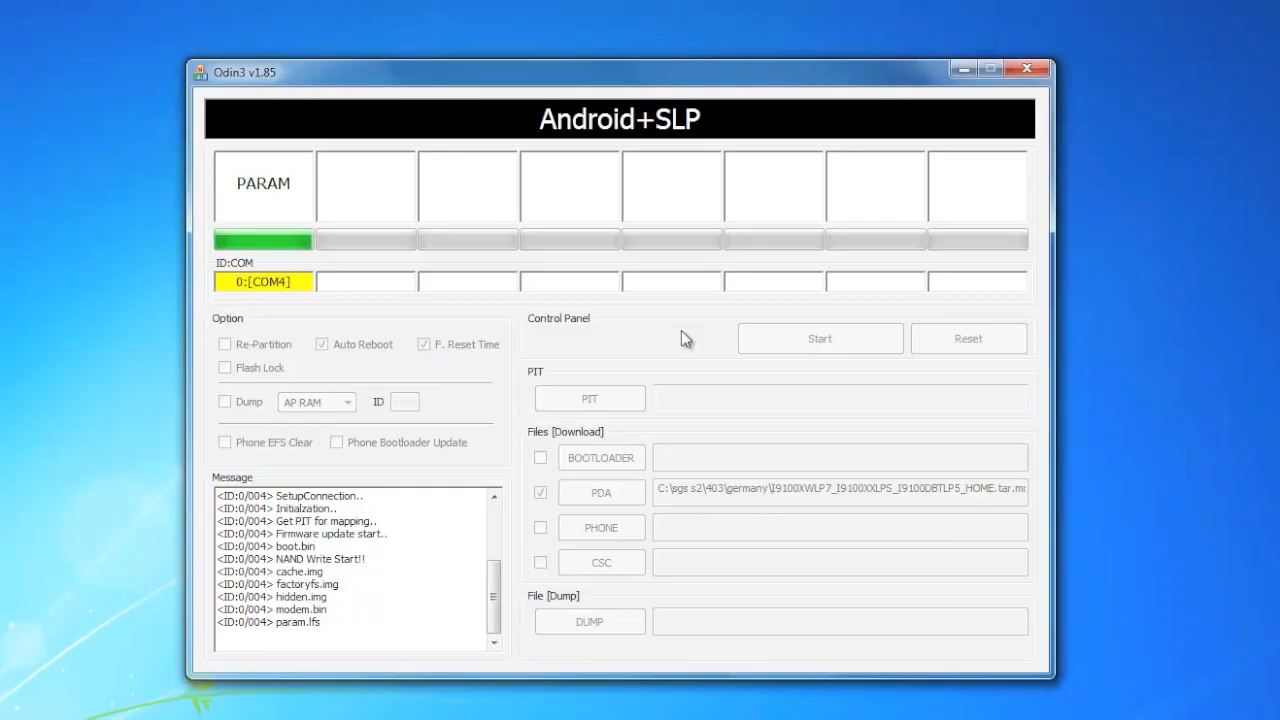 Odin3 v1.85
Android+SLP
PARAM
ID:COM
0:[COM4]
Option
Re-Partition Auto Reboot F. Reset Time
Flash Lock
Dump AP RAM ID
Phone EFS Clear Phone Bootloader Update
Message
<ID:0/004> SetupConnection..
<ID:0/004> Initialzation..
<ID:0/004> Get PIT for mapping..
<ID:0/004> Firmware update start..
<ID:0/004> boot.bin
<ID:0/004> NAND Write Start!!
<ID:0/004> cache.img
<ID:0/004> factoryfs.img
<ID:0/004> hidden.img
<ID:0/004> modem.bin
<ID:0/004> param.lfs
Control Panel
Start Reset
PIT
PIT
Files [Download]
BOOTLOADER
PDA C:\sgs s2\403\germany\I9100XWLP7_I9100XXLPS_I9100DBTLP5_HOME.tar.m
PHONE
CSC
File [Dump]
DUMP